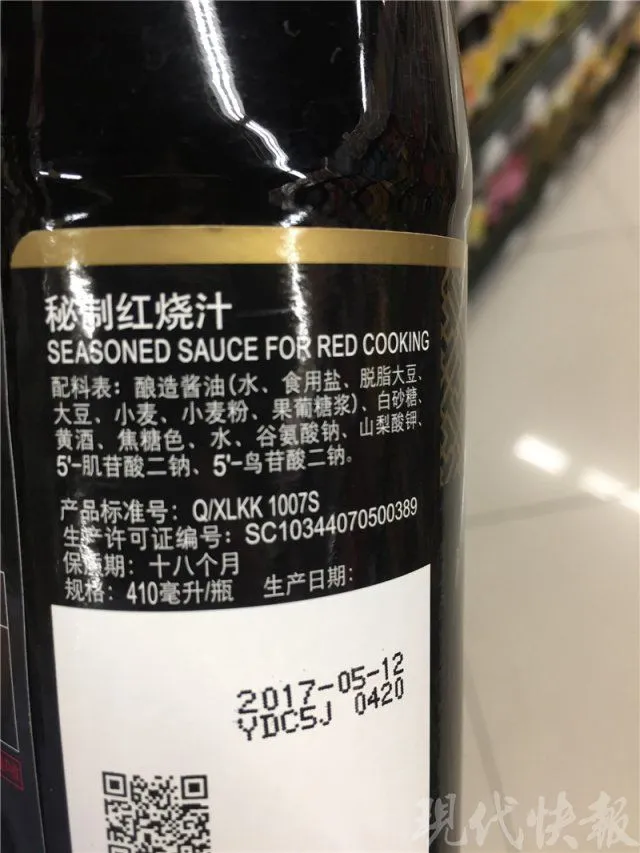 秘制红烧汁
SEASONED SAUCE FOR RED COOKING
配料表：酿造酱油(水、食用盐、脱脂大豆、
大豆、小麦、小麦粉、果葡糖浆)、白砂糖、
黄酒、焦糖色、水、谷氨酸钠、山梨酸钾、
5'-肌苷酸二钠、5'-鸟苷酸二钠。
产品标准号：Q/XLKK 1007S
生产许可证编号：SC10344070500389
保质期：十八个月
规格：410毫升/瓶 生产日期：
2017-05-12
YDC5J 0420
现代快報